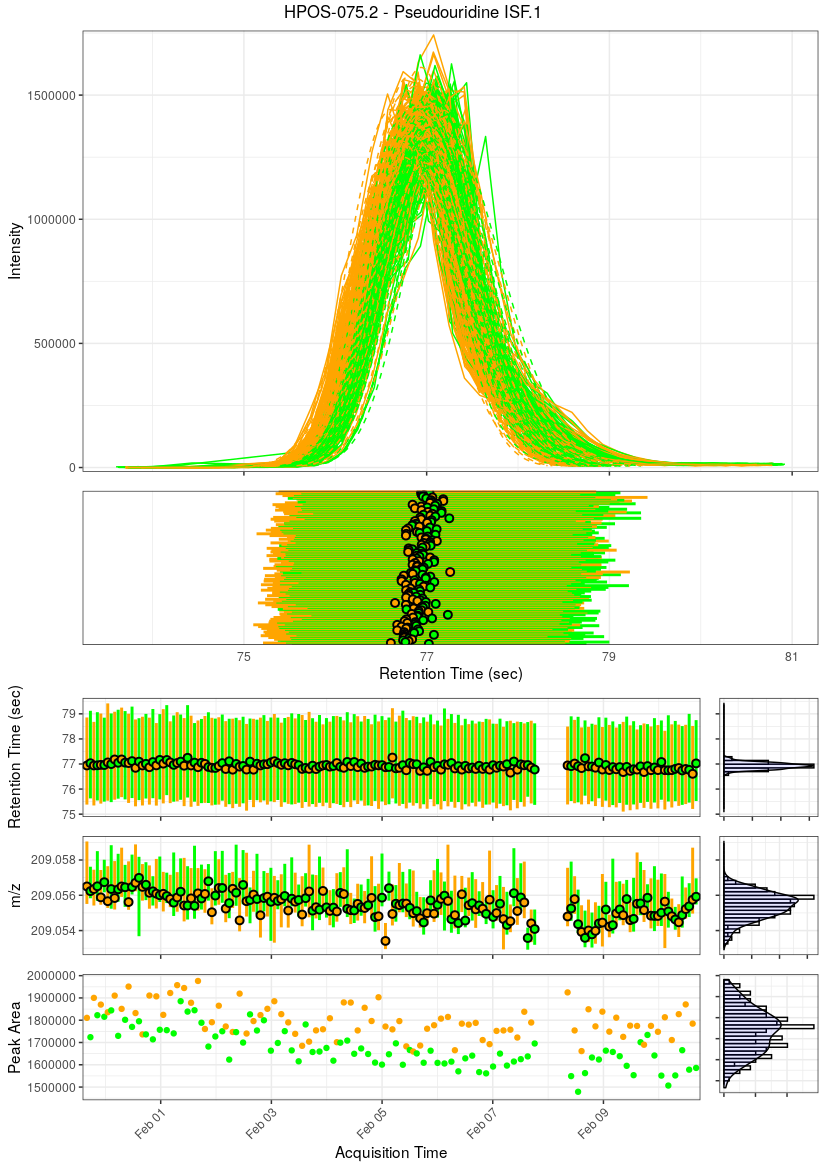 HPOS-075.2 - Pseudouridine ISF.1
Intensity
1500000
1000000
500000
0
75
77
79
81
Retention Time (sec)
Retention Time (sec)
79
78
77
76
75
m/z
209.058
209.056
209.054
Peak Area
2000000
1900000
1800000
1700000
1600000
1500000
Feb 01
Feb 03
Feb 05
Feb 07
Feb 09
Acquisition Time